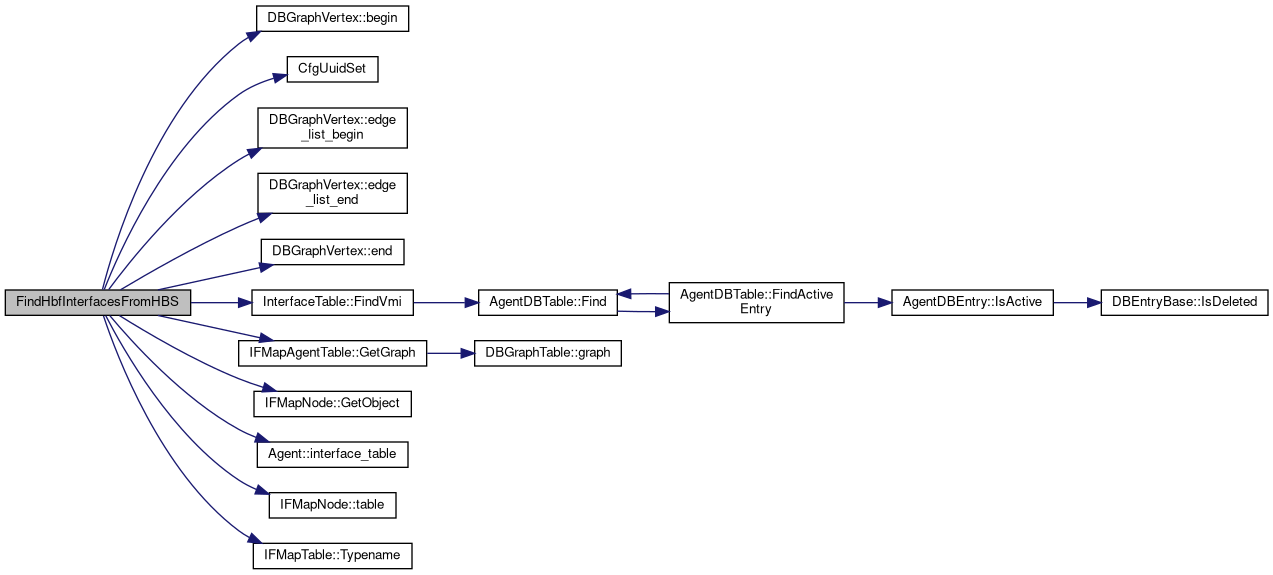 DBGraphVertex::begin
CfgUuidSet
DBGraphVertex::edge
_list_begin
DBGraphVertex::edge
_list_end
DBGraphVertex::end
FindHbfInterfacesFromHBS
InterfaceTable::FindVmi
AgentDBTable::Find
AgentDBTable::FindActive
Entry
AgentDBEntry::IsActive
DBEntryBase::IsDeleted
IFMapAgentTable::GetGraph
DBGraphTable::graph
IFMapNode::GetObject
Agent::interface_table
IFMapNode::table
IFMapTable::Typename